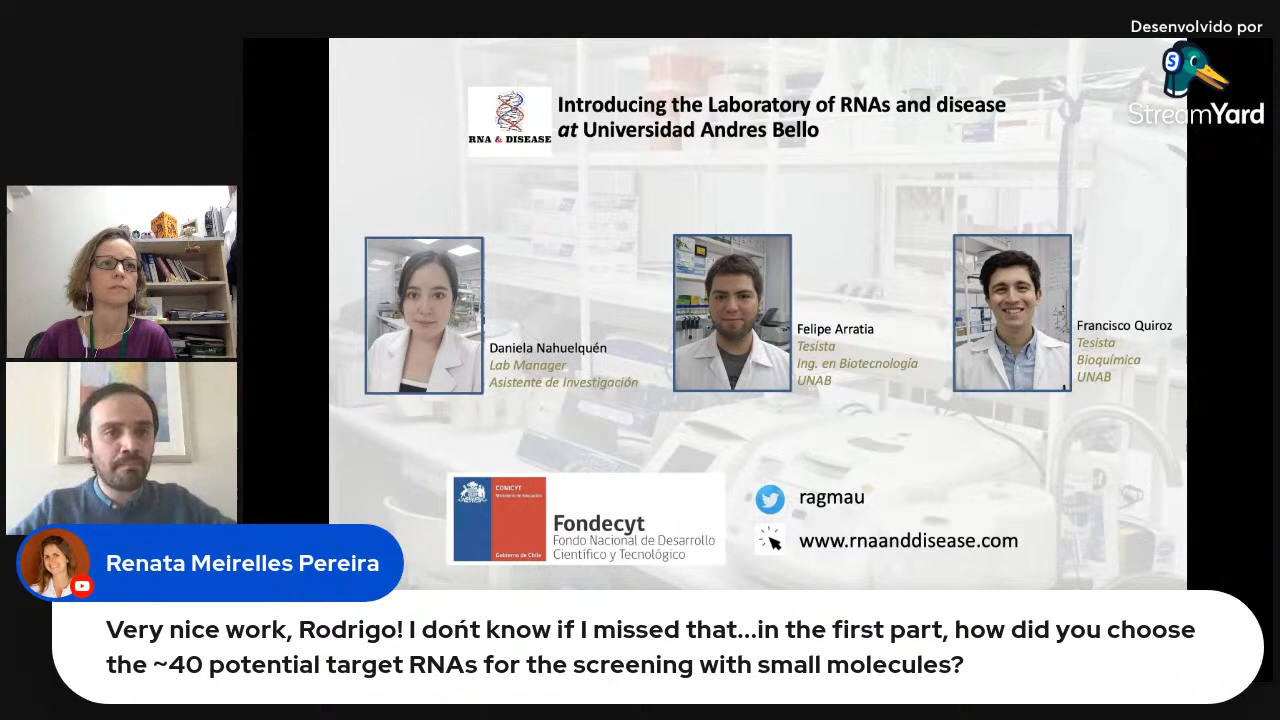 Desenvolvido por
StreamYard
Introducing the Laboratory of RNAs and disease
at Universidad Andres Bello
RNA & DISEASE
Daniela Nahuelquén
Lab Manager
Asistente de Investigación
Felipe Arratia
Tesista
Ing. en Biotecnología
UNAB
Francisco Quiroz
Tesista
Bioquímica
UNAB
CONICYT
Ministerio de Educación
Gobierno de Chile
Fondecyt
Fondo Nacional de Desarrollo
Científico y Tecnológico
ragmau
www.rnaanddisease.com
Renata Meirelles Pereira
Very nice work, Rodrigo! I dońt know if I missed that...in the first part, how did you choose
the ~40 potential target RNAs for the screening with small molecules?